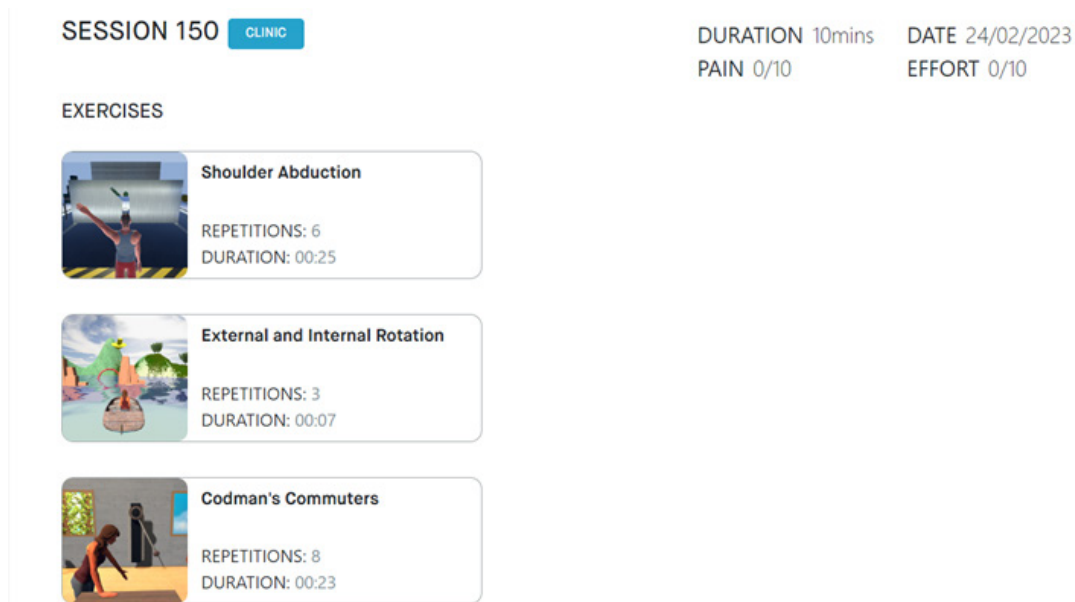 SESSION 150 CLINIC
DURATION 10mins DATE 24/02/2023
PAIN 0/10 EFFORT 0/10
EXERCISES
Shoulder Abduction
REPETITIONS: 6
DURATION: 00:25
External and Internal Rotation
REPETITIONS: 3
DURATION: 00:07
Codman's Commuters
REPETITIONS: 8
DURATION: 00:23